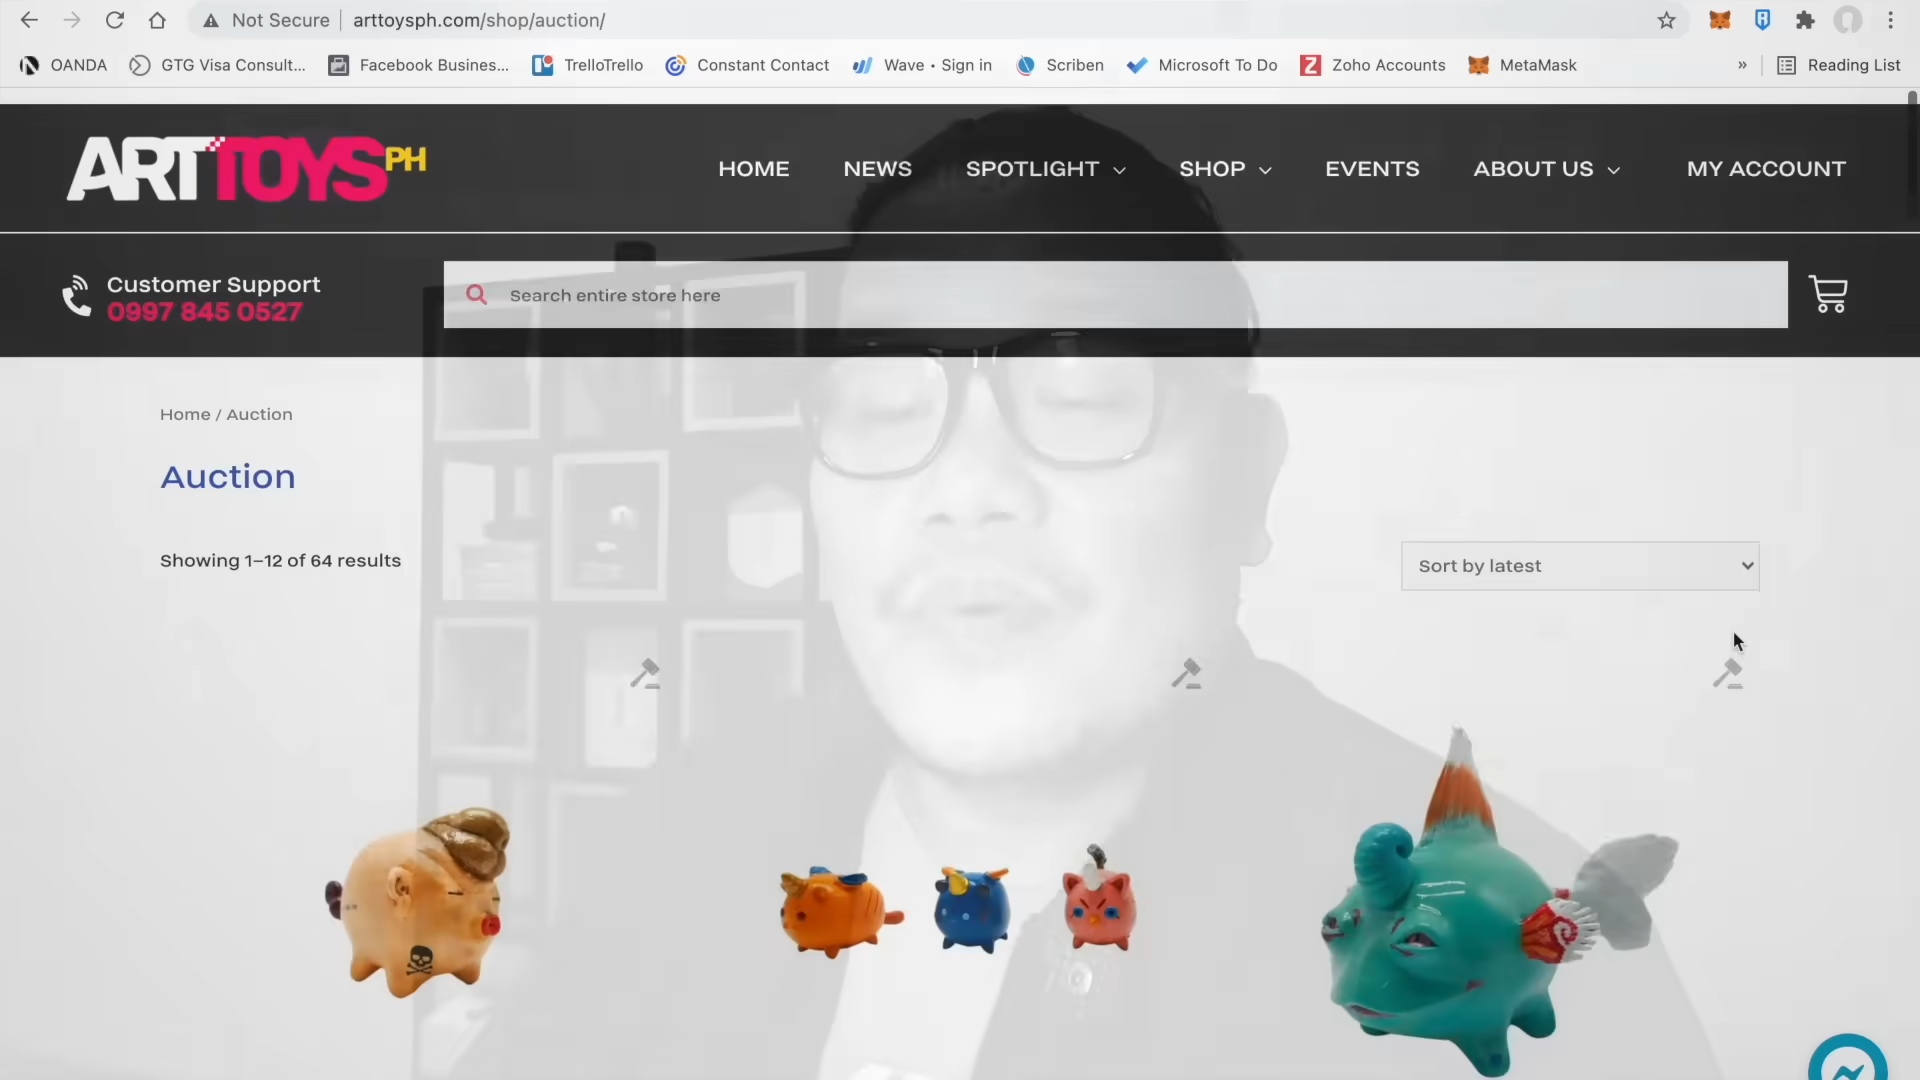 Not Secure arttoysph.com/shop/auction/
OANDA GTG Visa Consult... Facebook Busines... TrelloTrello Constant Contact Wave • Sign in Scriben Microsoft To Do Zoho Accounts MetaMask » Reading List
ARTTOYSPH
HOME NEWS SPOTLIGHT SHOP EVENTS ABOUT US MY ACCOUNT
Customer Support
0997 845 0527
Search entire store here
Home / Auction
Auction
Showing 1–12 of 64 results
Sort by latest